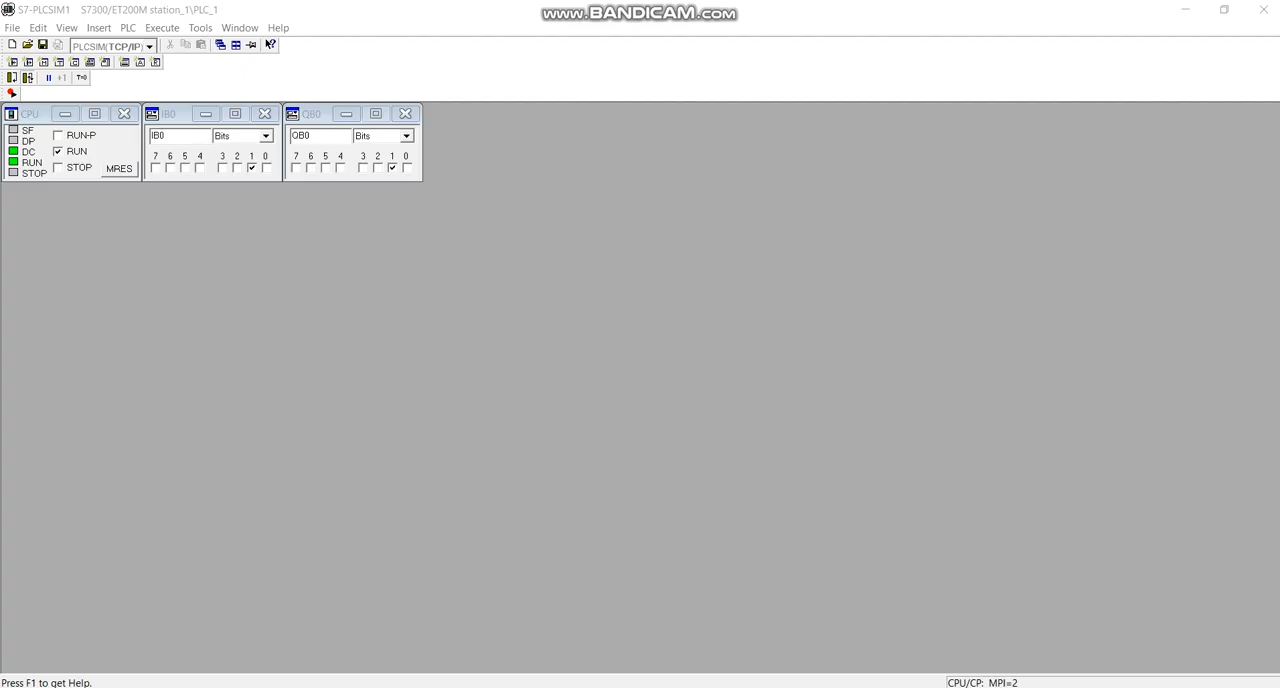 S7-PLCSIM1 S7300/ET200M station_1\PLC_1
www.BANDICAM.com
File Edit View Insert PLC Execute Tools Window Help
PLCSIM(TCP/IP)
+1 T=0
CPU
SF
DP
DC
RUN
STOP
RUN-P
RUN
STOP
MRES
IB0
IB0 Bits
7 6 5 4 3 2 1 0
QB0
QB0 Bits
7 6 5 4 3 2 1 0
Press F1 to get Help.
CPU/CP: MPI=2